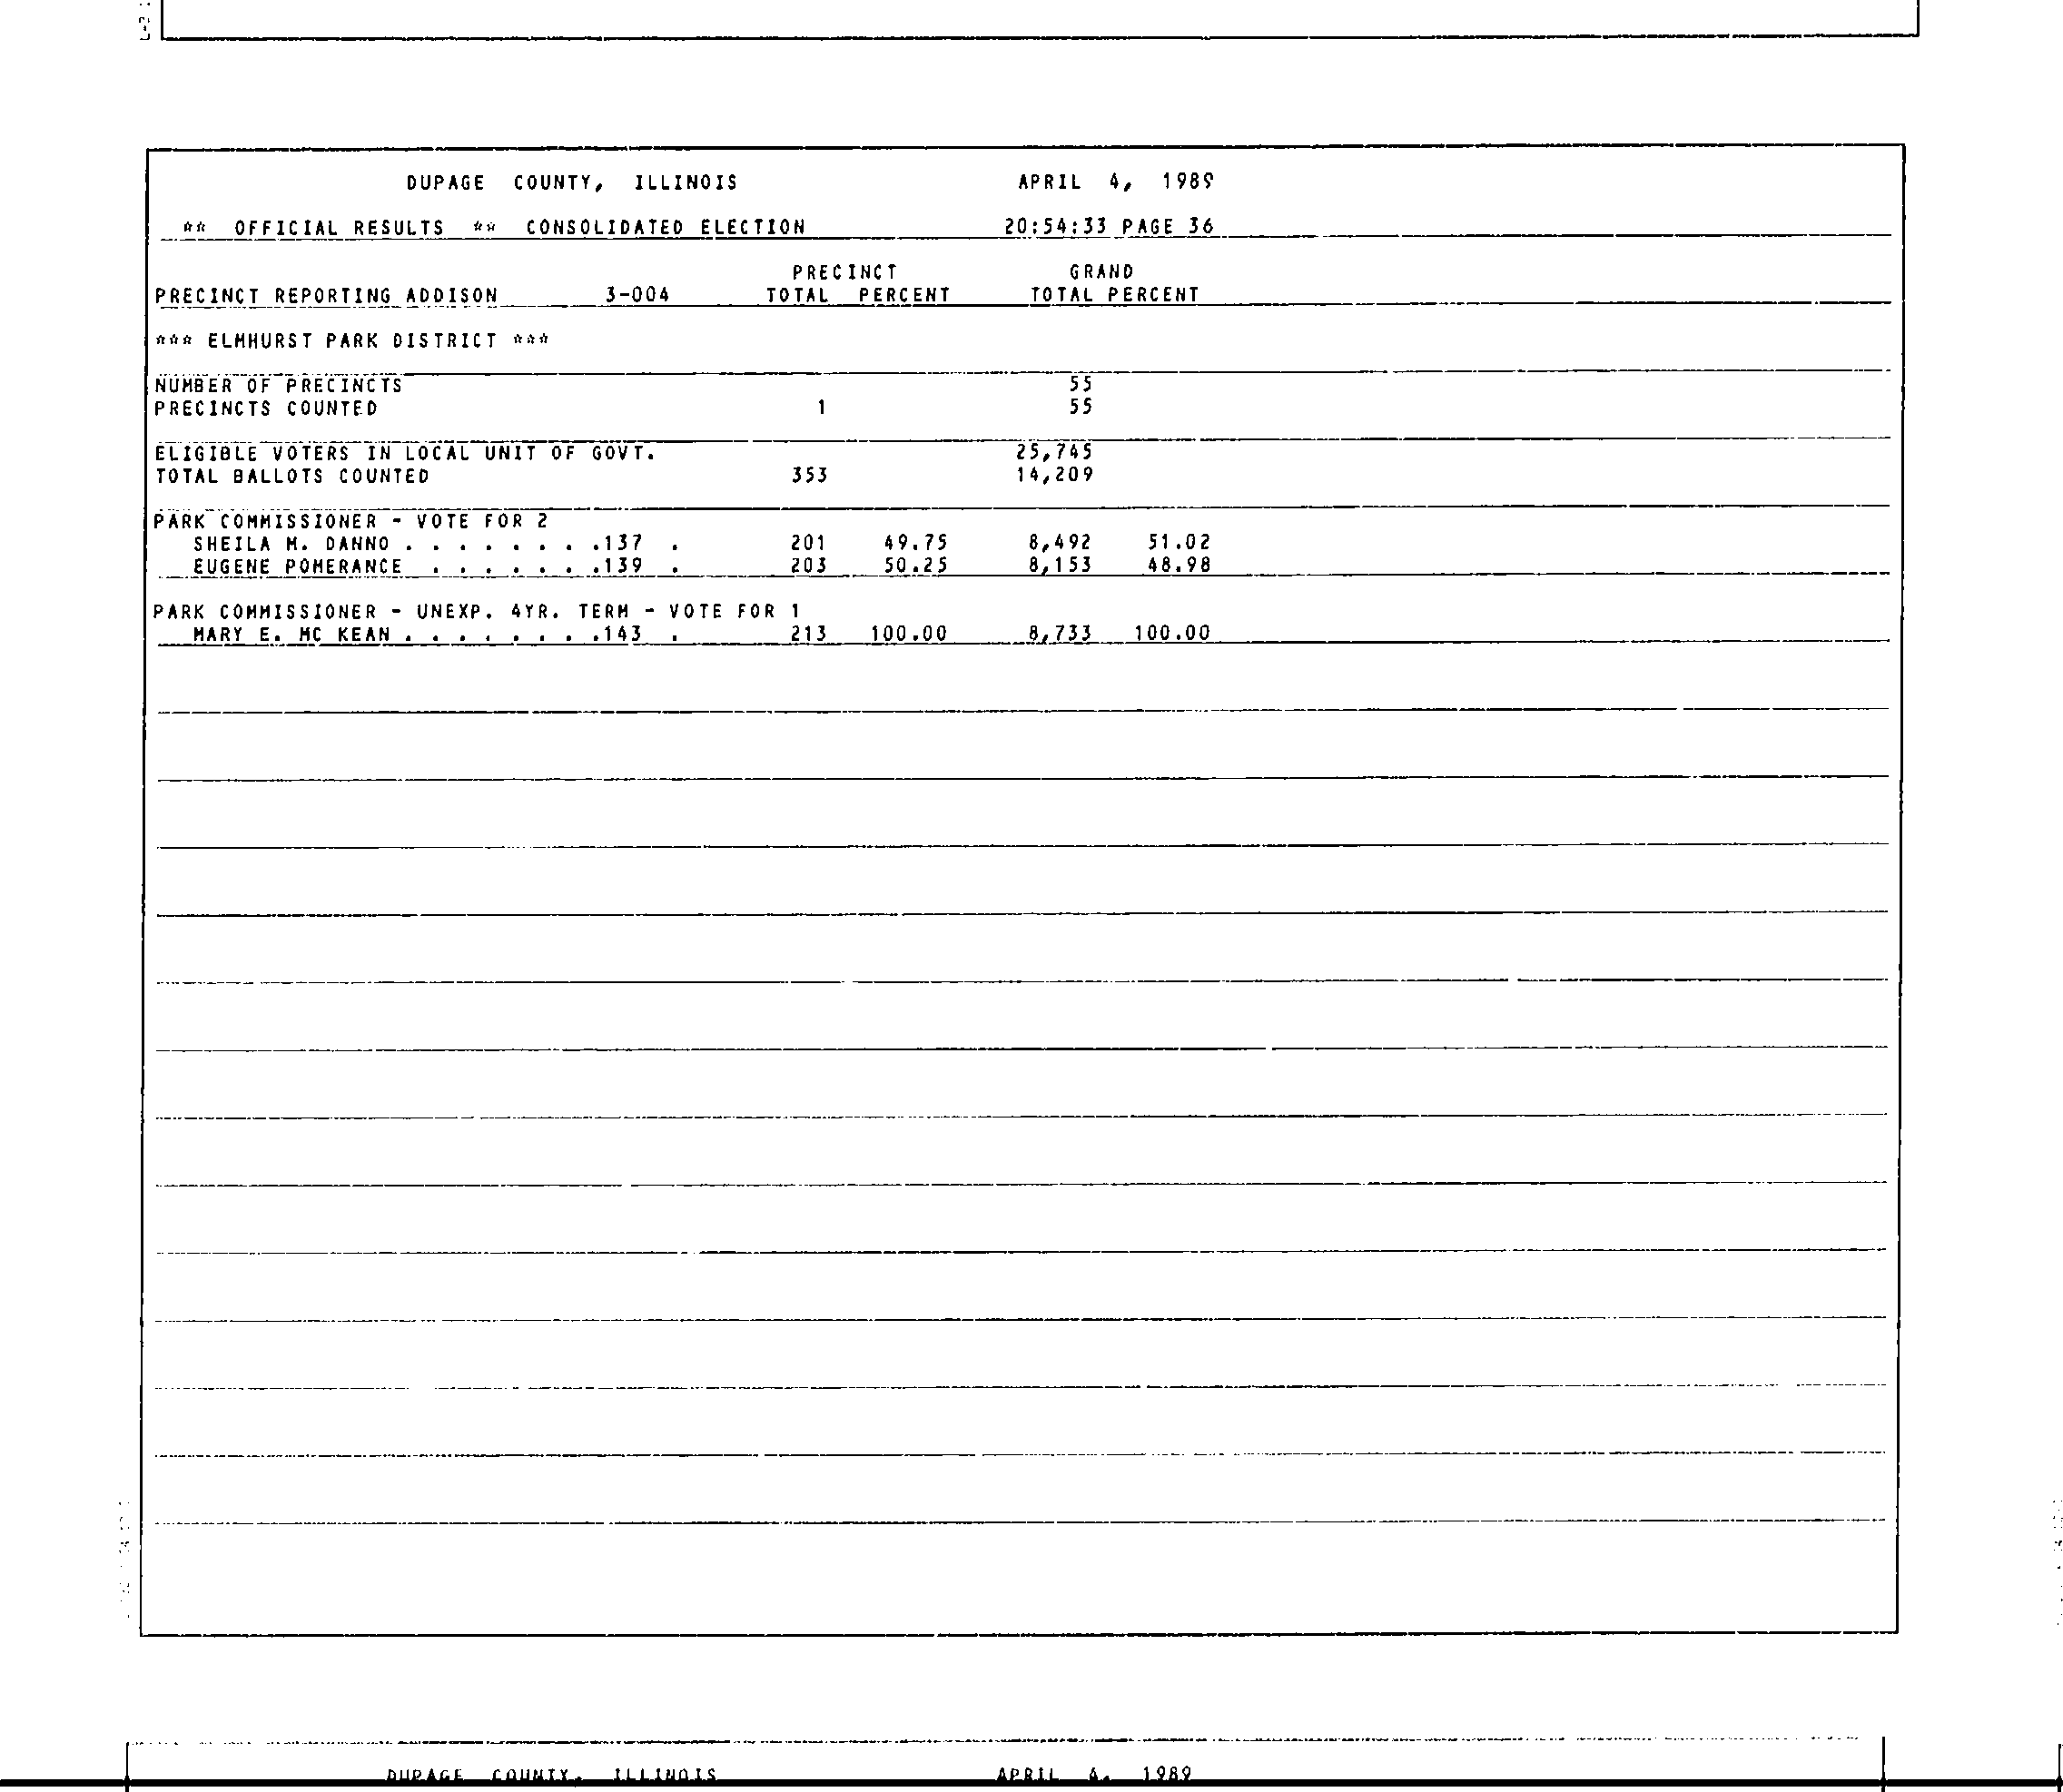 DUPAGE COUNTY, ILLINOIS APRIL 4, 1989
** OFFICIAL RESULTS ** CONSOLIDATED ELECTION 20:54:33 PAGE 36
PRECINCT GRAND
PRECINCT REPORTING ADDISON 3-004 TOTAL PERCENT TOTAL PERCENT
*** ELMHURST PARK DISTRICT ***
NUMBER OF PRECINCTS 55
PRECINCTS COUNTED 1 55
ELIGIBLE VOTERS IN LOCAL UNIT OF GOVT. 25,745
TOTAL BALLOTS COUNTED 353 14,209
PARK COMMISSIONER - VOTE FOR 2
SHEILA M. DANNO . . . . . . . .137 . 201 49.75 8,492 51.02
EUGENE POMERANCE . . . . . . .139 . 203 50.25 8,153 48.98
PARK COMMISSIONER - UNEXP. 4YR. TERM - VOTE FOR 1
MARY E. MC KEAN . . . . . . . .143 . 213 100.00 8,733 100.00
DUPAGE COUNTY, ILLINOIS APRIL 4, 1989